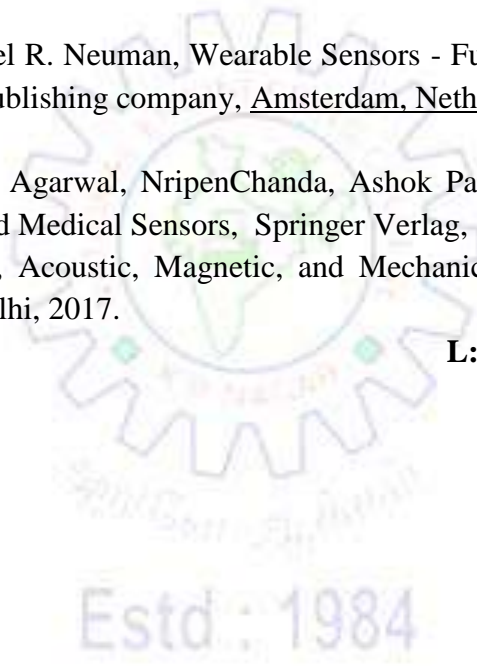 el R. Neuman, Wearable Sensors - Fu
ublishing company, Amsterdam, Neth
Agarwal, NripenChanda, Ashok Pa
d Medical Sensors, Springer Verlag,
, Acoustic, Magnetic, and Mechanic
lhi, 2017.
L:
Estd : 1984